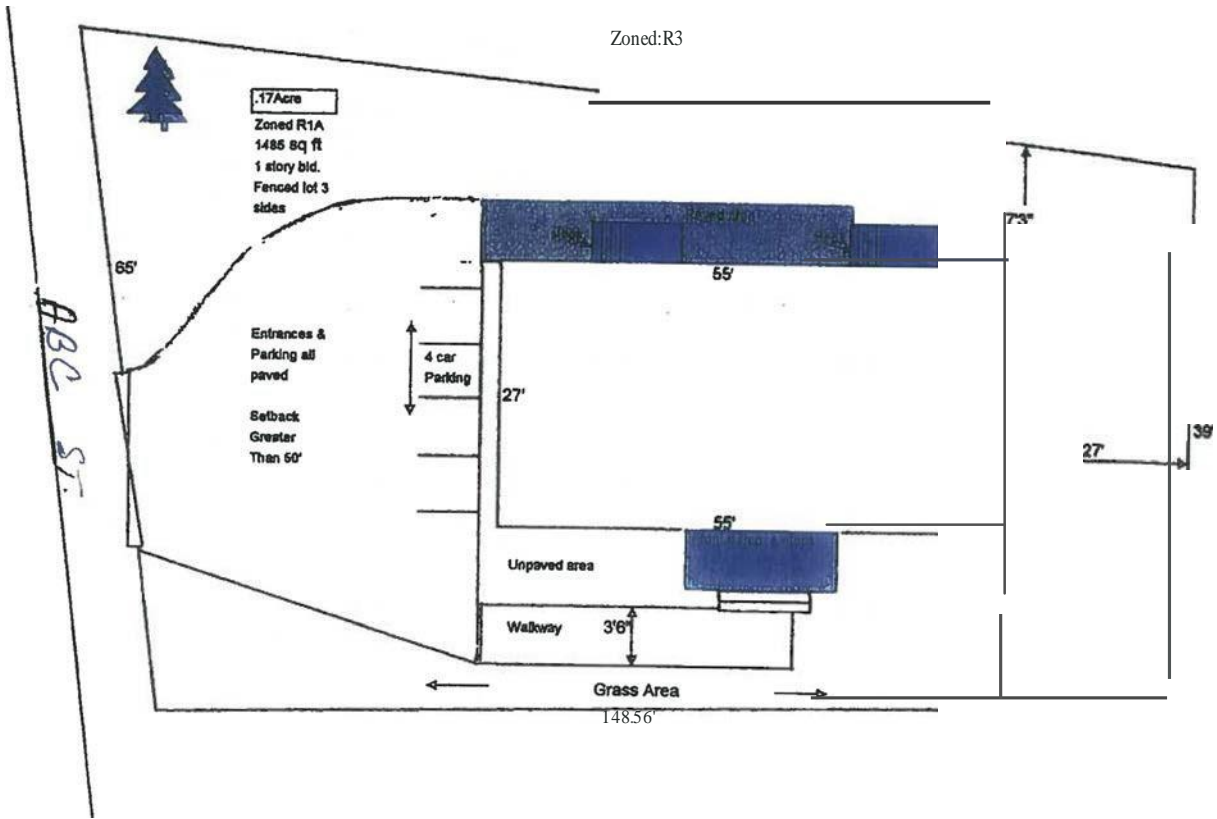 Zoned:R3
.17Acre
Zoned R1A
1485 sq ft
1 story bld.
Fenced lot 3
sides
7'3"
65'
55'
ABC ST.
Entrances &
Parking all
paved
4 car
Parking
27'
Setback
Greater
Than 50'
39'
27'
55'
Unpaved area
Walkway
3'6"
Grass Area
148.56'